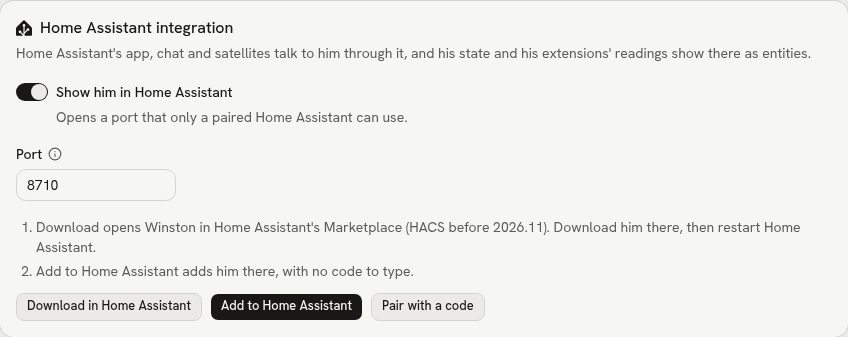 Home Assistant integration
Home Assistant's app, chat and satellites talk to him through it, and his state and his extensions' readings show there as entities.
Show him in Home Assistant
Opens a port that only a paired Home Assistant can use.
Port
8710
1. Download opens Winston in Home Assistant's Marketplace (HACS before 2026.11). Download him there, then restart Home
Assistant.
2. Add to Home Assistant adds him there, with no code to type.
Download in Home Assistant
Add to Home Assistant
Pair with a code